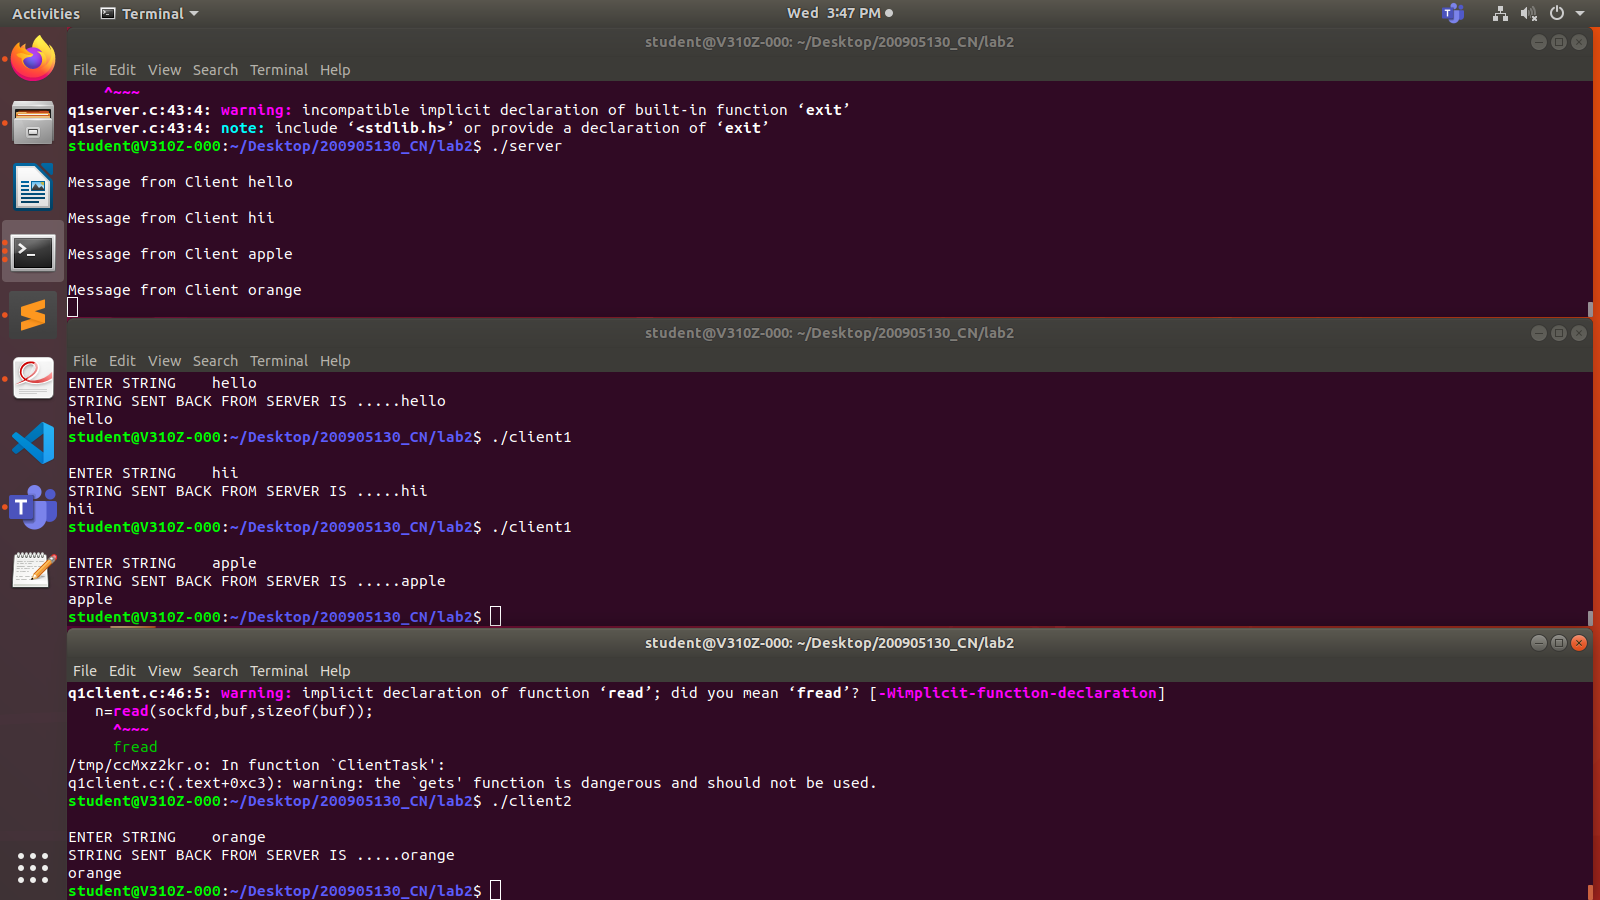 Activities Terminal Wed 3:47 PM
student@V310Z-000: ~/Desktop/200905130_CN/lab2
File Edit View Search Terminal Help
^~~~
q1server.c:43:4: warning: incompatible implicit declaration of built-in function ‘exit’
q1server.c:43:4: note: include ‘<stdlib.h>’ or provide a declaration of ‘exit’
student@V310Z-000:~/Desktop/200905130_CN/lab2$ ./server
Message from Client hello
Message from Client hii
Message from Client apple
Message from Client orange
student@V310Z-000: ~/Desktop/200905130_CN/lab2
File Edit View Search Terminal Help
ENTER STRING    hello
STRING SENT BACK FROM SERVER IS .....hello
hello
student@V310Z-000:~/Desktop/200905130_CN/lab2$ ./client1
ENTER STRING    hii
STRING SENT BACK FROM SERVER IS .....hii
hii
student@V310Z-000:~/Desktop/200905130_CN/lab2$ ./client1
ENTER STRING    apple
STRING SENT BACK FROM SERVER IS .....apple
apple
student@V310Z-000:~/Desktop/200905130_CN/lab2$
student@V310Z-000: ~/Desktop/200905130_CN/lab2
File Edit View Search Terminal Help
q1client.c:46:5: warning: implicit declaration of function ‘read’; did you mean ‘fread’? [-Wimplicit-function-declaration]
n=read(sockfd,buf,sizeof(buf));
^~~~
fread
/tmp/ccMxz2kr.o: In function `ClientTask':
q1client.c:(.text+0xc3): warning: the `gets' function is dangerous and should not be used.
student@V310Z-000:~/Desktop/200905130_CN/lab2$ ./client2
ENTER STRING    orange
STRING SENT BACK FROM SERVER IS .....orange
orange
student@V310Z-000:~/Desktop/200905130_CN/lab2$